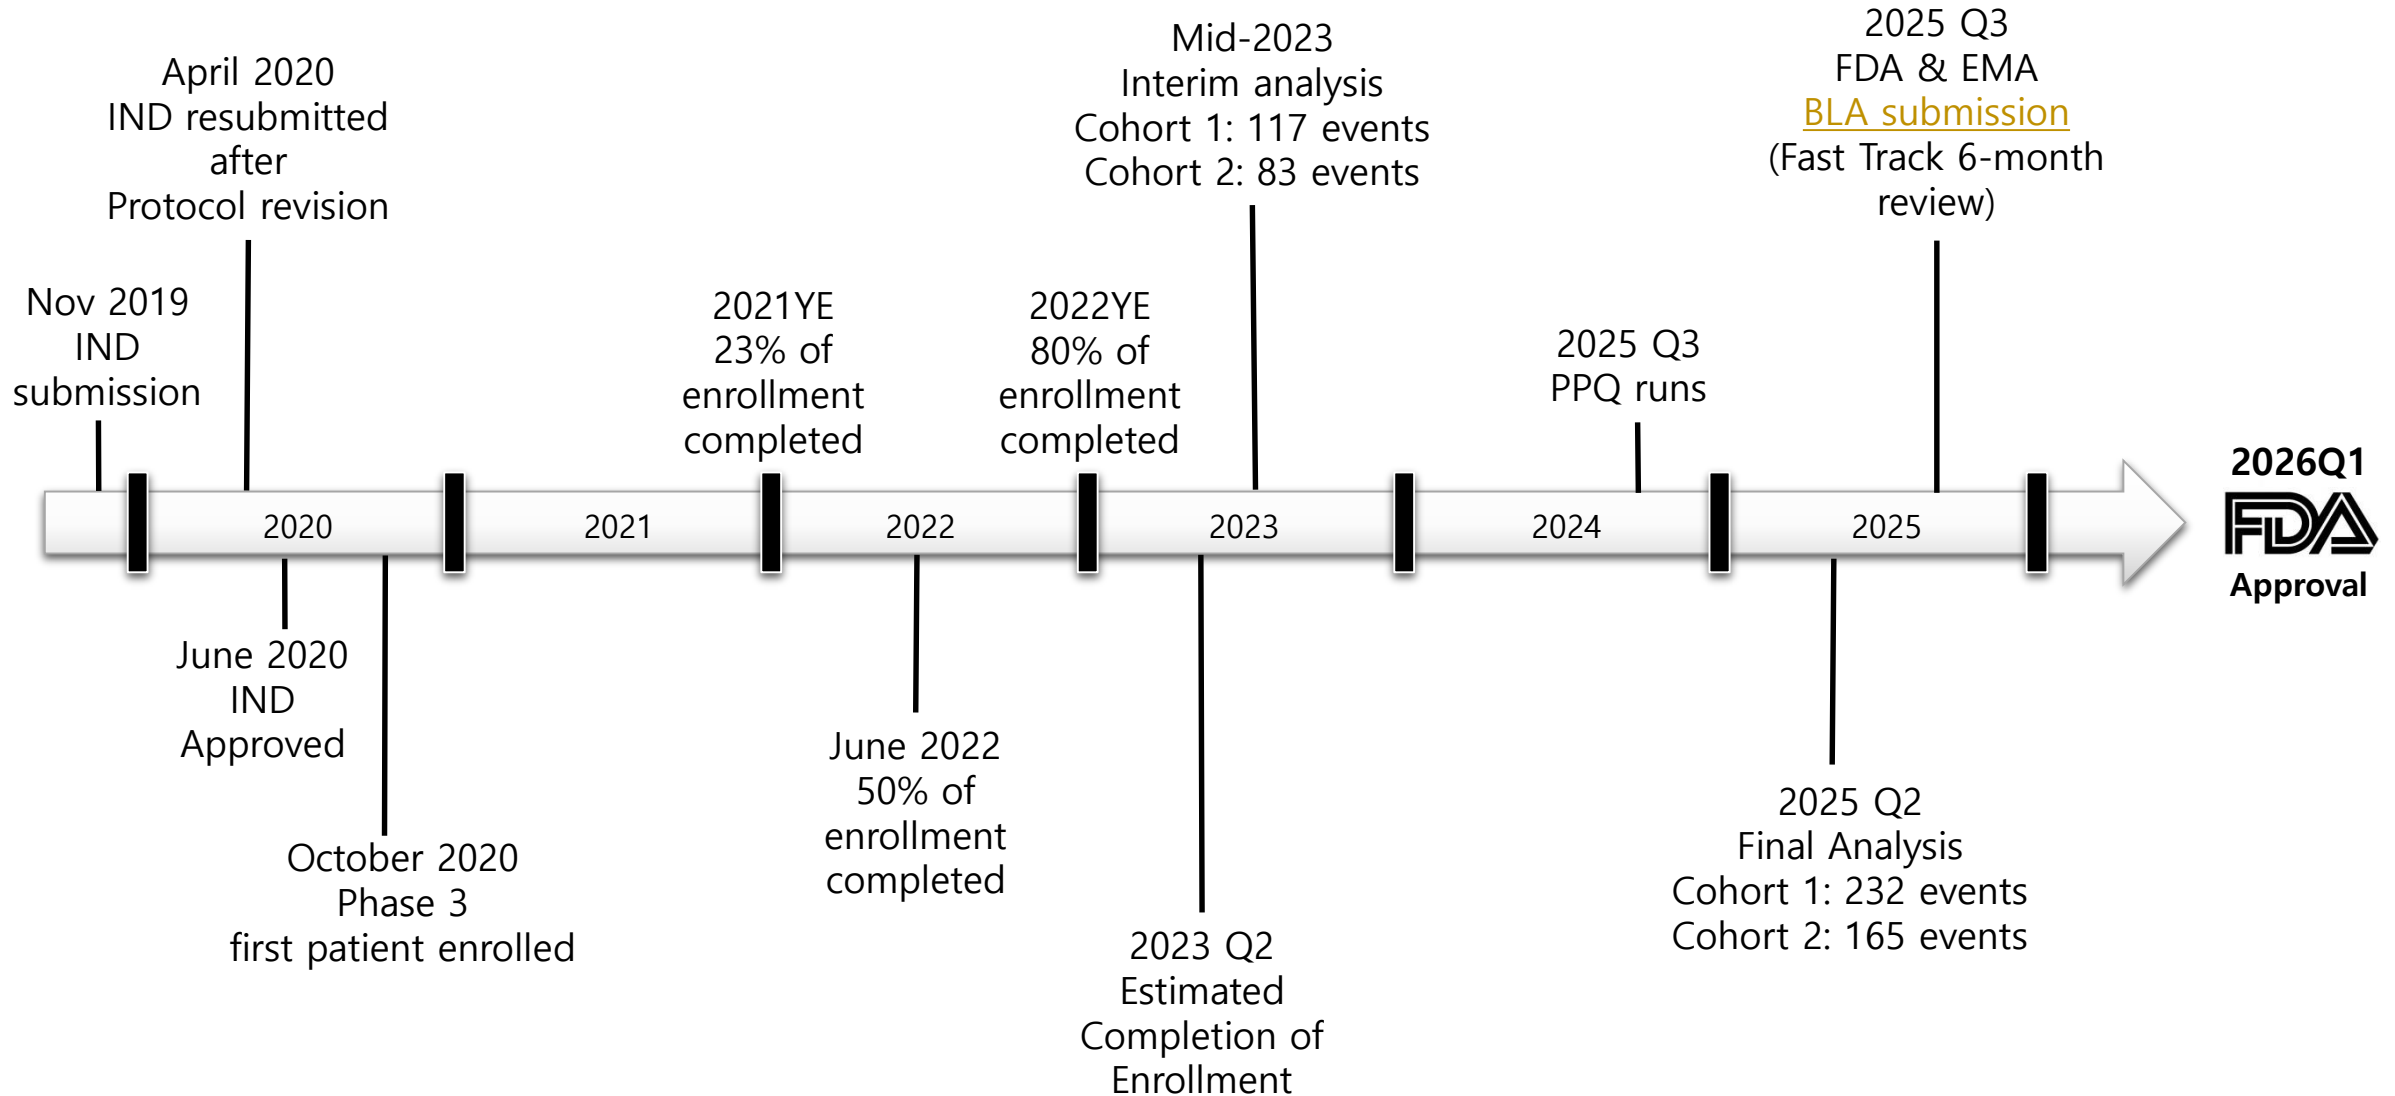 April 2020
IND resubmitted
after
Protocol revision
Mid-2023
Interim analysis
Cohort 1: 117 events
Cohort 2: 83 events
2025 Q3
FDA & EMA
BLA submission
(Fast Track 6-month
review)
Nov 2019
IND
submission
2021YE
23% of
enrollment
completed
2022YE
80% of
enrollment
completed
2025 Q3
PPQ runs
2020
2021
2022
2023
2024
2025
2026Q1
FDA
Approval
June 2020
IND
Approved
October 2020
Phase 3
first patient enrolled
June 2022
50% of
enrollment
completed
2023 Q2
Estimated
Completion of
Enrollment
2025 Q2
Final Analysis
Cohort 1: 232 events
Cohort 2: 165 events